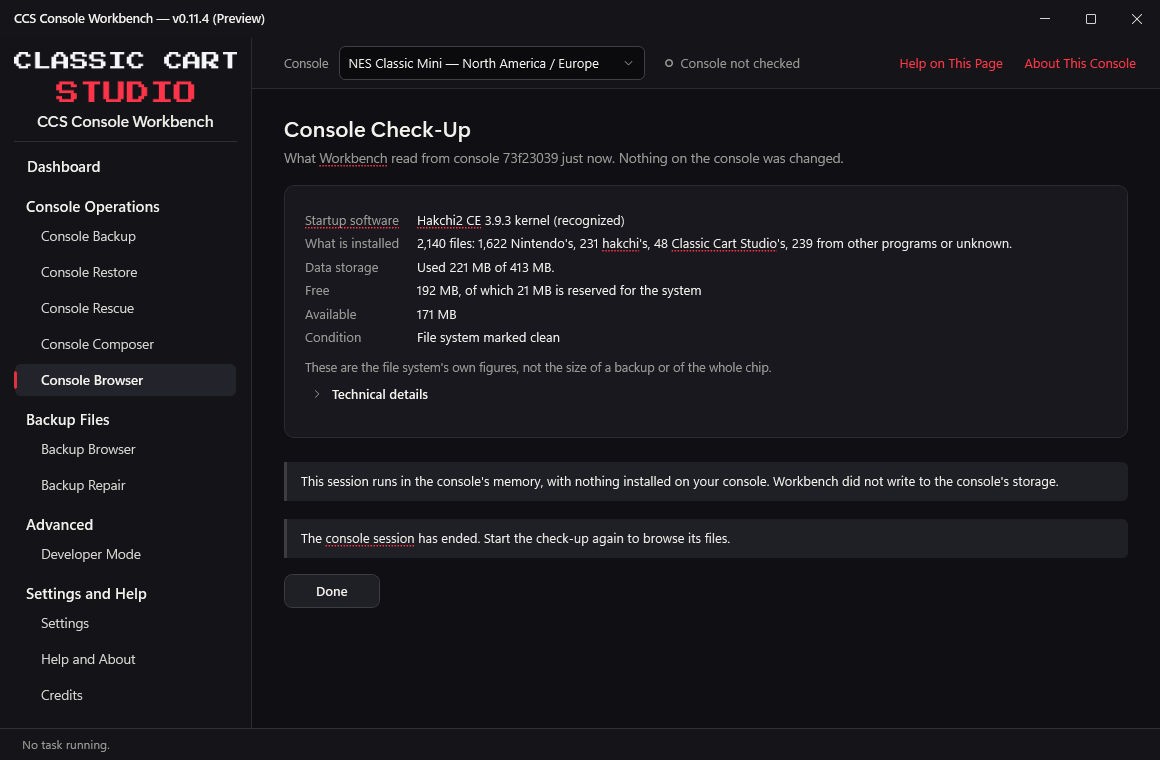 CCS Console Workbench — v0.11.4 (Preview)
CLASSIC CART
STUDIO
CCS Console Workbench
Dashboard
Console Operations
Console Backup
Console Restore
Console Rescue
Console Composer
Console Browser
Backup Files
Backup Browser
Backup Repair
Advanced
Developer Mode
Settings and Help
Settings
Help and About
Credits
Console NES Classic Mini — North America / Europe Console not checked Help on This Page About This Console
Console Check-Up
What Workbench read from console 73f23039 just now. Nothing on the console was changed.
Startup software Hakchi2 CE 3.9.3 kernel (recognized)
What is installed 2,140 files: 1,622 Nintendo's, 231 hakchi's, 48 Classic Cart Studio's, 239 from other programs or unknown.
Data storage Used 221 MB of 413 MB.
Free 192 MB, of which 21 MB is reserved for the system
Available 171 MB
Condition File system marked clean
These are the file system's own figures, not the size of a backup or of the whole chip.
Technical details
This session runs in the console's memory, with nothing installed on your console. Workbench did not write to the console's storage.
The console session has ended. Start the check-up again to browse its files.
Done
No task running.